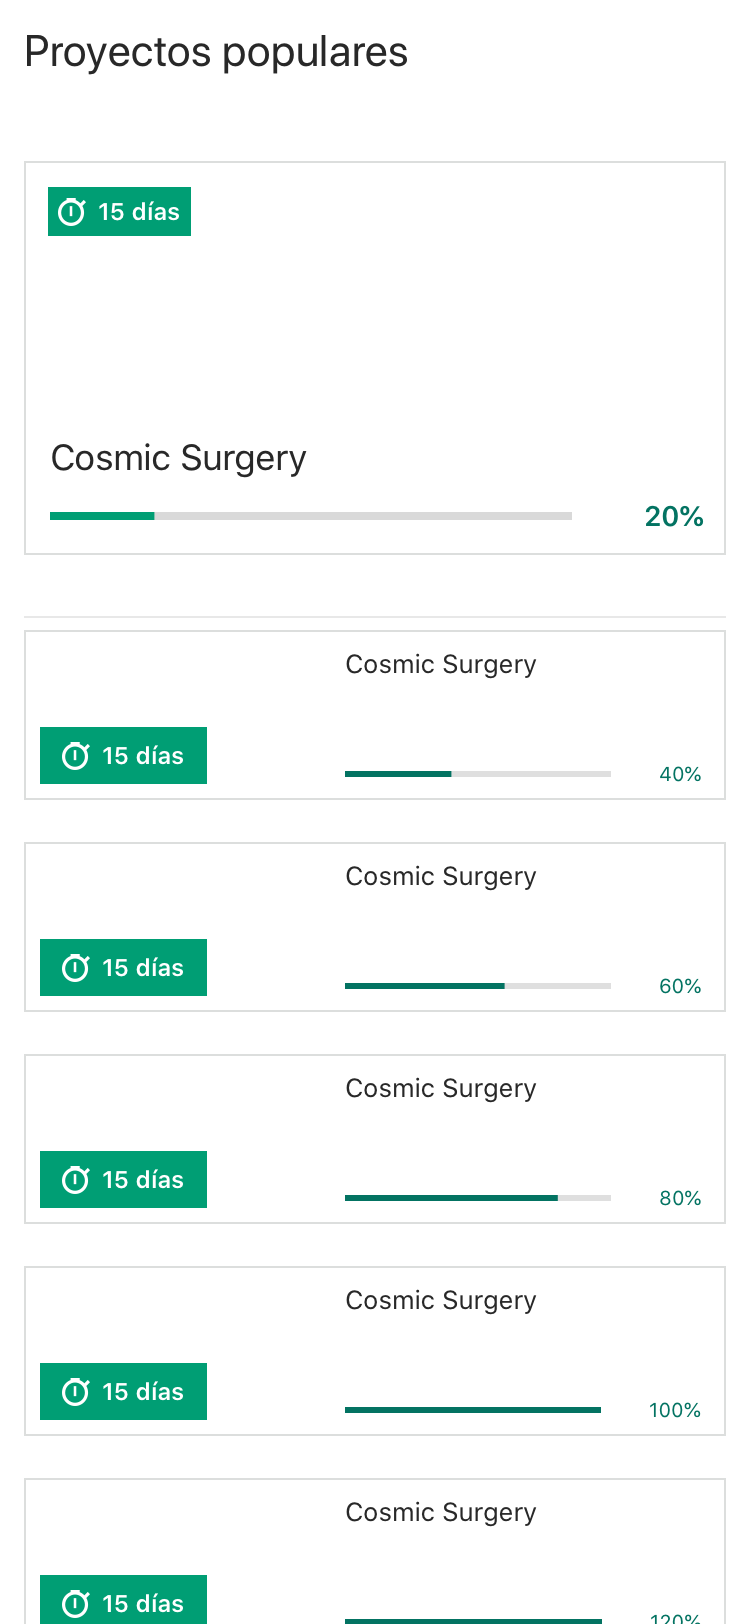 Proyectos populares
15 días
Cosmic Surgery
20%
Cosmic Surgery
15 días
40%
Cosmic Surgery
15 días
60%
Cosmic Surgery
15 días
80%
Cosmic Surgery
15 días
100%
Cosmic Surgery
15 días
120%